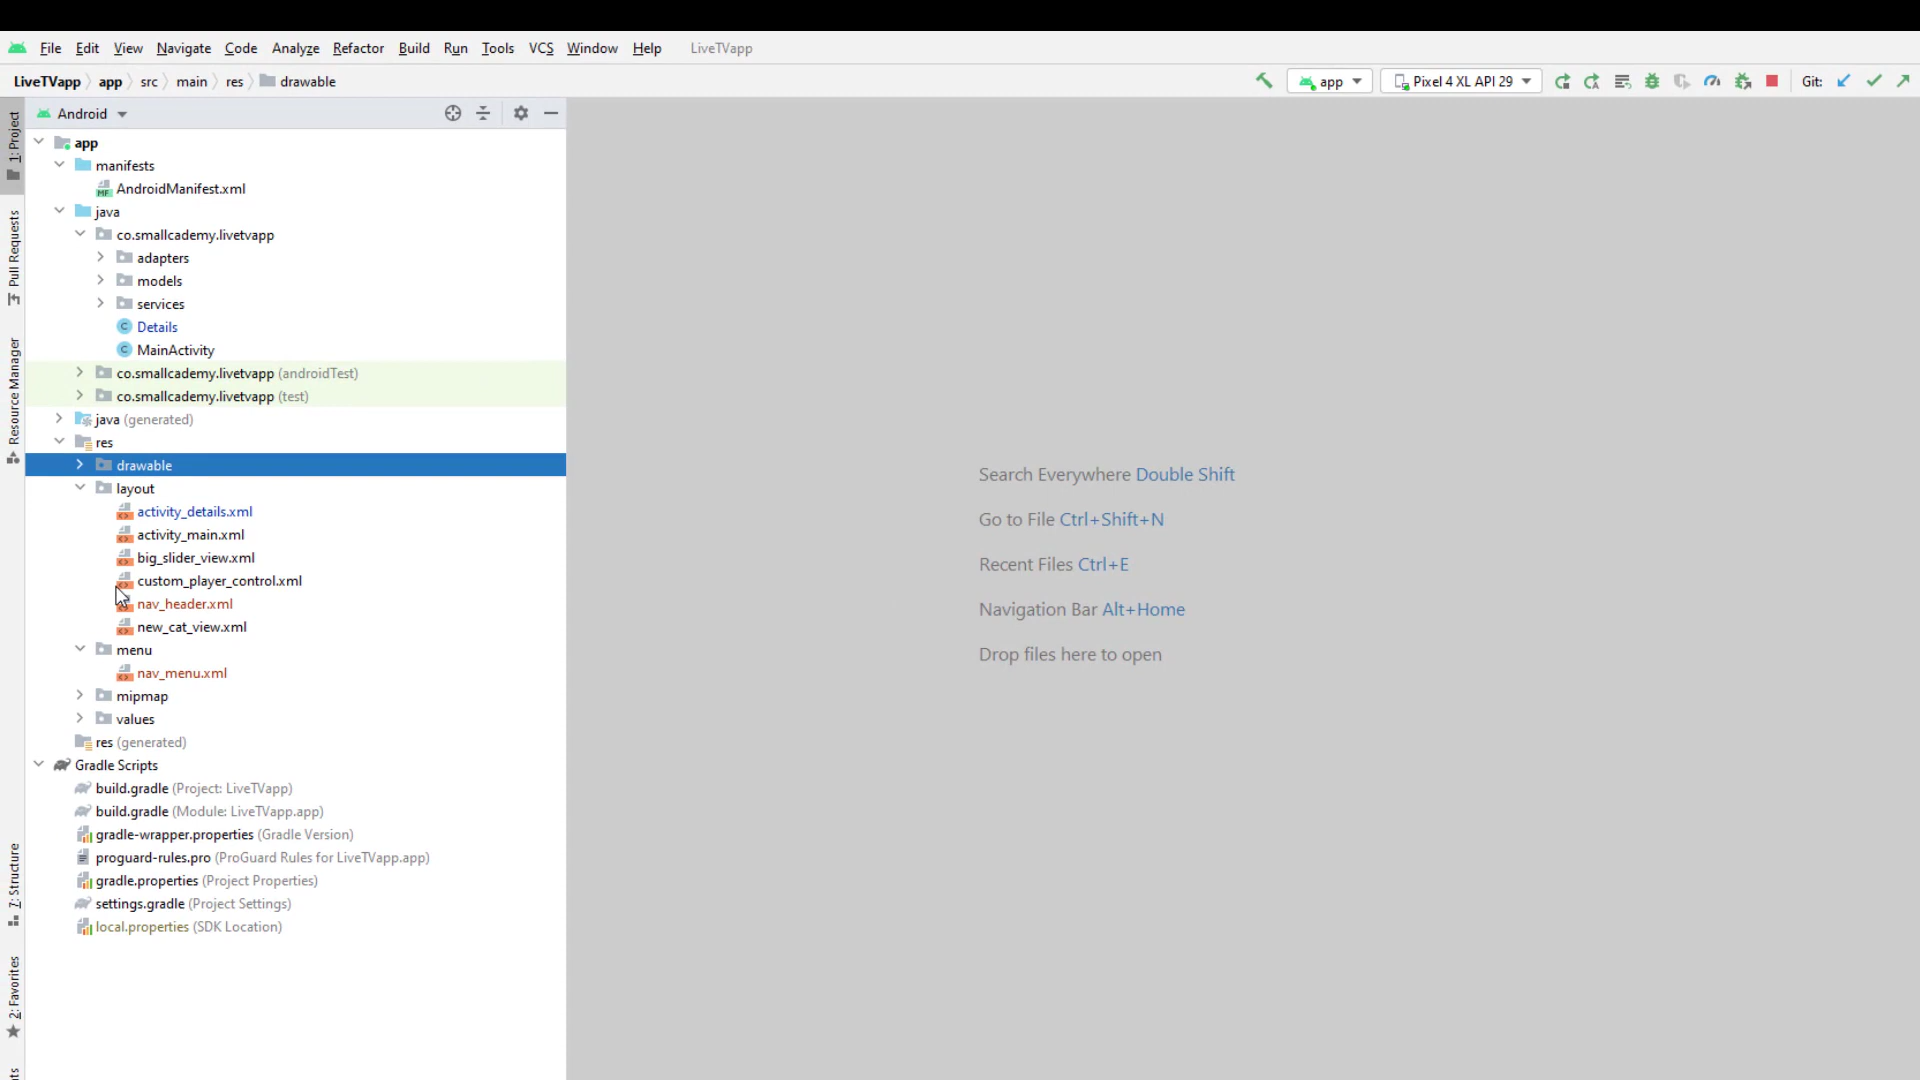 File Edit View Navigate Code Analyze Refactor Build Run Tools VCS Window Help LiveTVapp
LiveTVapp app src main res drawable app Pixel 4 XL API 29 Git:
Android
1: Project
Pull Requests
Resource Manager
7: Structure
2: Favorites
app
manifests
MF AndroidManifest.xml
java
co.smallcademy.livetvapp
adapters
models
services
C Details
C MainActivity
co.smallcademy.livetvapp (androidTest)
co.smallcademy.livetvapp (test)
java (generated)
res
drawable
layout
activity_details.xml
activity_main.xml
big_slider_view.xml
custom_player_control.xml
nav_header.xml
new_cat_view.xml
menu
nav_menu.xml
mipmap
values
res (generated)
Gradle Scripts
build.gradle (Project: LiveTVapp)
build.gradle (Module: LiveTVapp.app)
gradle-wrapper.properties (Gradle Version)
proguard-rules.pro (ProGuard Rules for LiveTVapp.app)
gradle.properties (Project Properties)
settings.gradle (Project Settings)
local.properties (SDK Location)
Search Everywhere Double Shift
Go to File Ctrl+Shift+N
Recent Files Ctrl+E
Navigation Bar Alt+Home
Drop files here to open